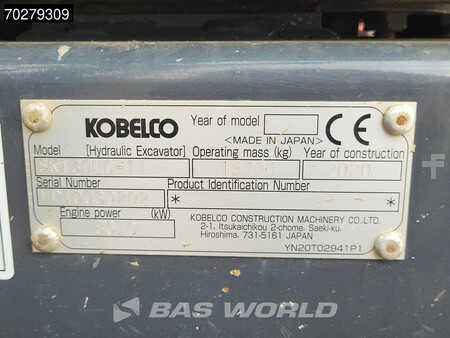 70279309
KOBELCO
Year of model
<MADE IN JAPAN>
CE
Model [Hydraulic Excavator] Operating mass (kg) Year of construction
2020
Serial Number Product Identification Number
* *
Engine power (kW)
KOBELCO CONSTRUCTION MACHINERY CO.,LTD.
2-1, Itsukaichikou 2-chome, Saeki-ku,
Hiroshima, 731-5161 JAPAN
YN20T02941P1
BAS WORLD